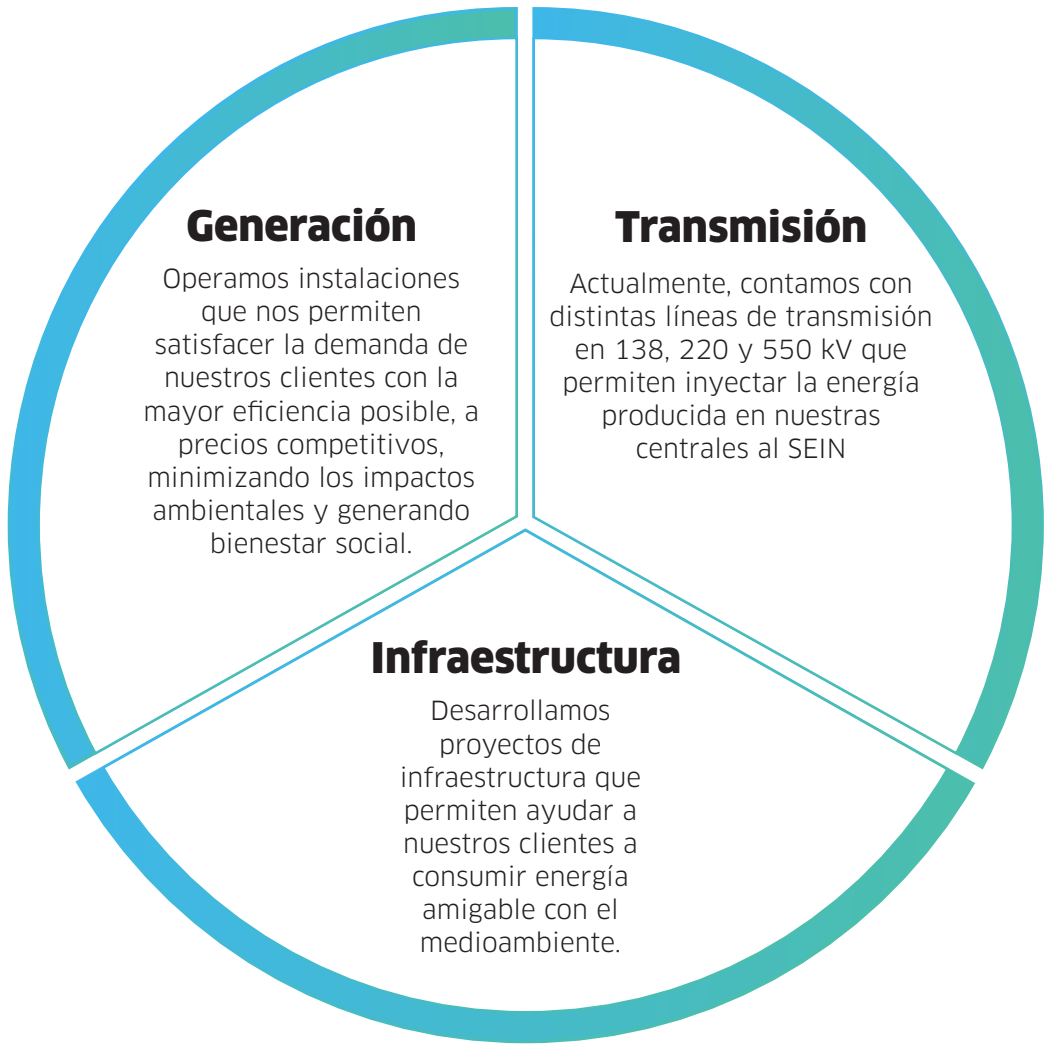 Generación
Operamos instalaciones
que nos permiten
satisfacer la demanda de
nuestros clientes con la
mayor eficiencia posible, a
precios competitivos,
minimizando los impactos
ambientales y generando
bienestar social.
Transmisión
Actualmente, contamos con
distintas líneas de transmisión
en 138, 220 y 550 kV que
permiten inyectar la energía
producida en nuestras
centrales al SEIN
Infraestructura
Desarrollamos
proyectos de
infraestructura que
permiten ayudar a
nuestros clientes a
consumir energía
amigable con el
medioambiente.